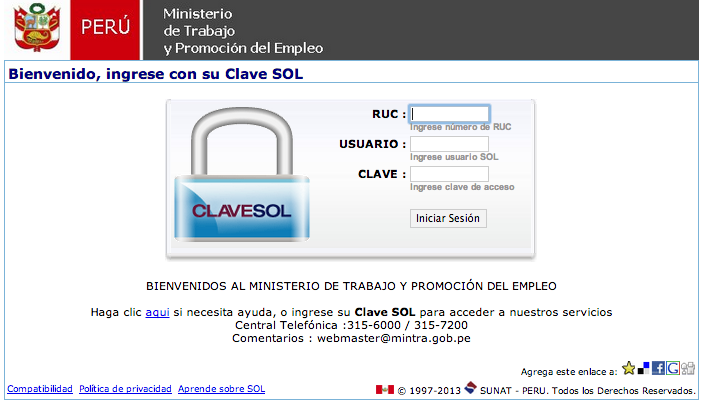 PERÚ
Ministerio
de Trabajo
y Promoción del Empleo
Bienvenido, ingrese con su Clave SOL
RUC :
Ingrese número de RUC
USUARIO :
Ingrese usuario SOL
CLAVE :
Ingrese clave de acceso
CLAVESOL
Iniciar Sesión
BIENVENIDOS AL MINISTERIO DE TRABAJO Y PROMOCIÓN DEL EMPLEO
Haga clic aquí si necesita ayuda, o ingrese su Clave SOL para acceder a nuestros servicios
Central Telefónica :315-6000 / 315-7200
Comentarios : webmaster@mintra.gob.pe
Agrega este enlace a:
Compatibilidad Política de privacidad Aprende sobre SOL
© 1997-2013 SUNAT - PERU. Todos los Derechos Reservados.